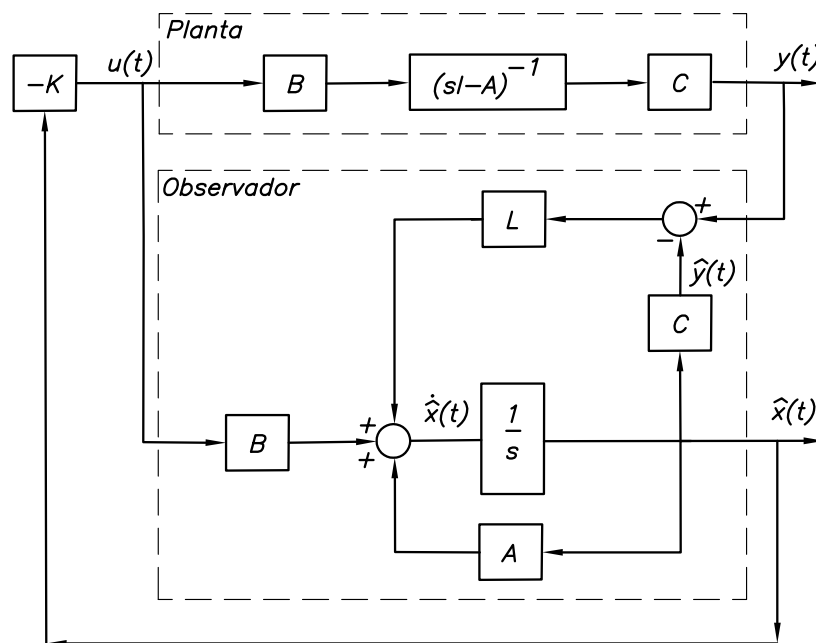 Planta
−K
u(t)
B
(sI−A)⁻¹
C
y(t)
Observador
L
+
−
ŷ(t)
C
B
+
+
ẋ̂(t)
1
s
x̂(t)
A